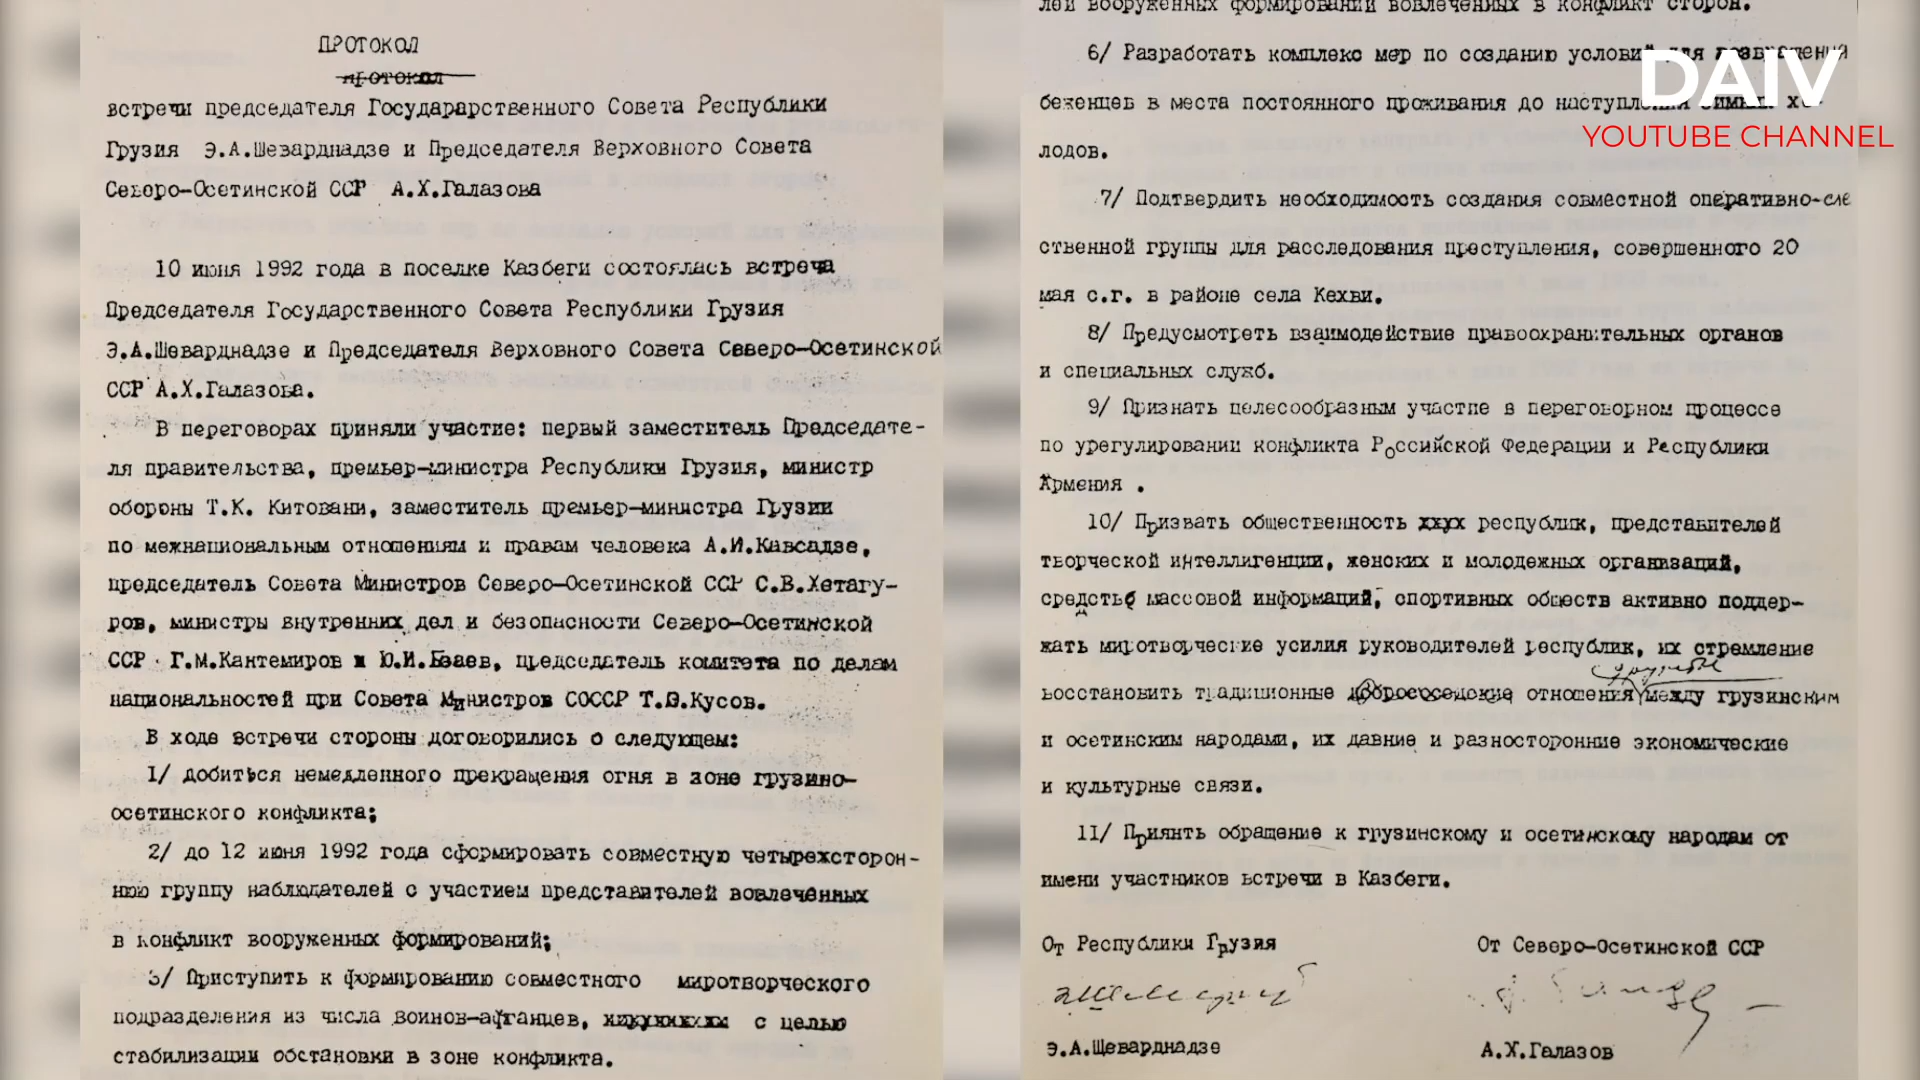 ПРОТОКОЛ
протокол
встречи председателя Государарственного Совета Республики
Грузия Э.А.Шеварднадзе и Председателя Верховного Совета
Северо-Осетинской ССР А.Х.Галазова
10 июня 1992 года в поселке Казбеги состоялась встреча
Председателя Государственного Совета Республики Грузия
Э.А.Шеварднадзе и Председателя Верховного Совета Северо-Осетинской
ССР А.Х.Галазова.
В переговорах приняли участие: первый заместитель Председате-
ля правительства, премьер-министра Республики Грузия, министр
обороны Т.К. Китовани, заместитель премьер-министра Грузии
по межнациональным отношениям и правам человека А.И.Кавсадзе,
председатель Совета Министров Северо-Осетинской ССР С.В.Хетагу-
ров, министры внутренних дел и безопасности Северо-Осетинской
ССР Г.М.Кантемиров и Ю.И.Бзаев, председатель комитета по делам
национальностей при Совета Министров СОССР Т.Э.Кусов.
В ходе встречи стороны договорились о следующем:
1/ добиться немедленного прекращения огня в зоне грузино-
осетинского конфликта;
2/ до 12 июня 1992 года сформировать совместную четырехсторон-
нюю группу наблюдателей с участием представителей вовлеченных
в конфликт вооруженных формирований;
3/ Приступить к формированию совместного миротворческого
подразделения из числа воинов-афганцев, с целью
стабилизации обстановки в зоне конфликта.
лей вооруженных формирований вовлеченных в конфликт сторон.
6/ Разработать комплекс мер по созданию условий для возвращения
беженцев в места постоянного проживания до наступления зимних хо-
лодов.
7/ Подтвердить необходимость создания совместной оперативно-сле
ственной группы для расследования преступления, совершенного 20
мая с.г. в районе села Кехви.
8/ Предусмотреть взаимодействие правоохранительных органов
и специальных служб.
9/ Признать целесообразным участие в переговорном процессе
по урегулировании конфликта Российской Федерации и Республики
Армения .
10/ Призвать общественность республик, представителей
творческой интеллигенции, женских и молодежных организаций,
средств массовой информаций, спортивных обществ активно поддер-
жать миротворческие усилия руководителей республик, их стремление
дружбы
восстановить традиционные добрососедские отношения между грузинским
и осетинским народами, их давние и разносторонние экономические
и культурные связи.
11/ Приянть обращение к грузинскому и осетинскому народам от
имени участников встречи в Казбеги.
От Республики Грузия
От Северо-Осетинской ССР
Э.А.Щеварднадзе
А.Х.Галазов
DAIV
YOUTUBE CHANNEL